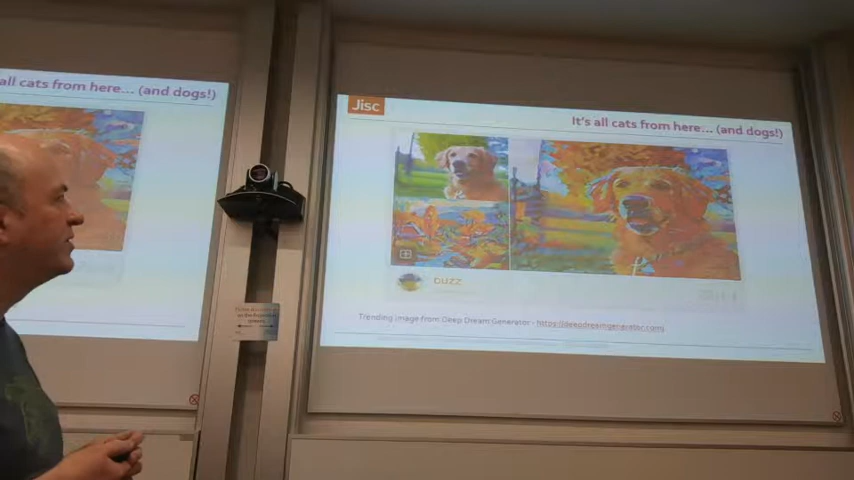 all cats from here... (and dogs!)
Jisc
It's all cats from here... (and dogs!)
Trending image from Deep Dream Generator - https://deepdreamgenerator.com/